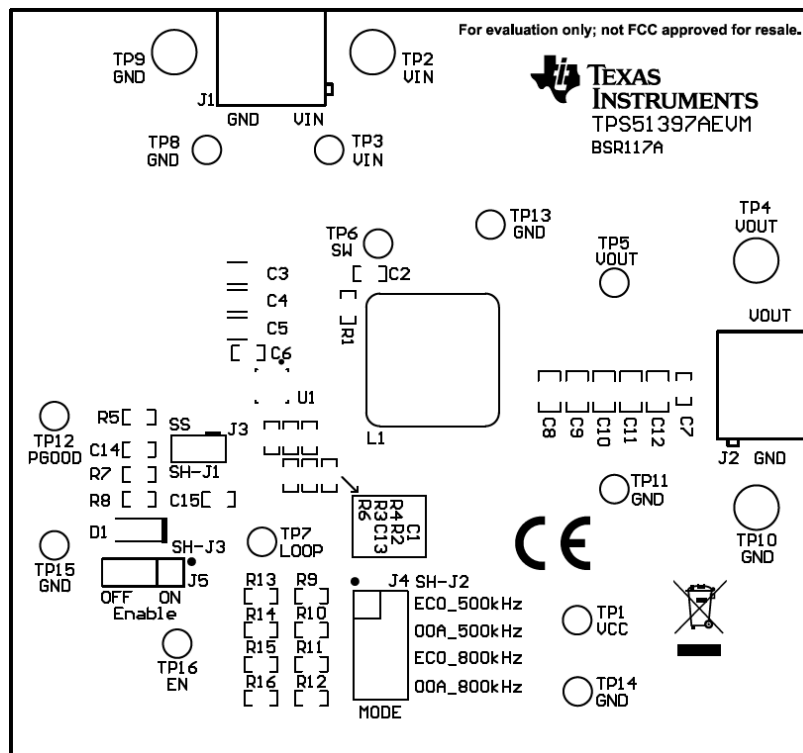 For evaluation only; not FCC approved for resale.
TEXAS
INSTRUMENTS
TPS51397AEVM
BSR117A
TP9
GND
J1
GND VIN
TP2
VIN
TP8
GND
TP3
VIN
TP6
SW
TP13
GND
TP5
VOUT
TP4
VOUT
C3
C4
C5
C6
C2
R1
U1
L1
VOUT
J2 GND
C8
C9
C10
C11
C12
C7
TP12
PGOOD
R5
C14
R7
R8
SS
J3
SH-J1
C15
D1
SH-J3
J5
OFF ON
Enable
TP15
GND
TP16
EN
TP7
LOOP
R6
R3
C13
R4
R2
C1
TP11
GND
TP10
GND
CE
R13 R9
R14 R10
R15 R11
R16 R12
J4 SH-J2
ECO_500kHz
OOA_500kHz
ECO_800kHz
OOA_800kHz
MODE
TP1
VCC
TP14
GND